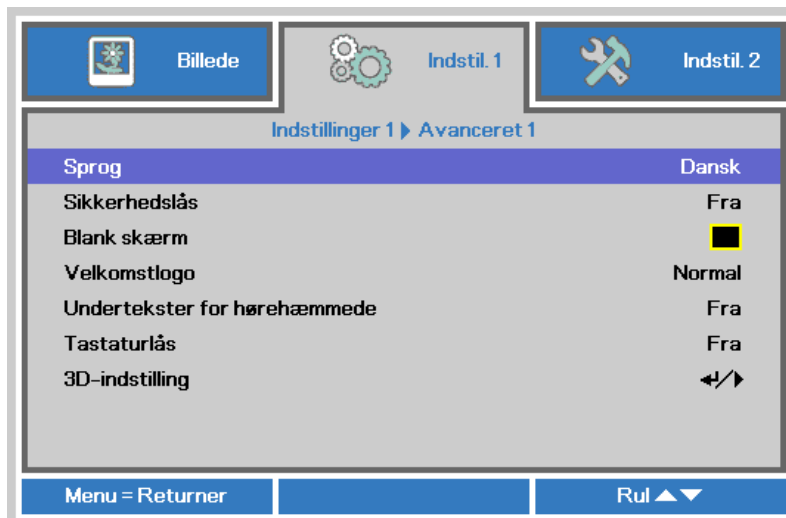 Billede
Indstil. 1
Indstil. 2
Indstillinger 1 ▶ Avanceret 1
Sprog Dansk
Sikkerhedslås Fra
Blank skærm
Velkomstlogo Normal
Undertekster for hørehæmmede Fra
Tastaturlås Fra
3D-indstilling ↵/▶
Menu = Returner
Rul ▲▼